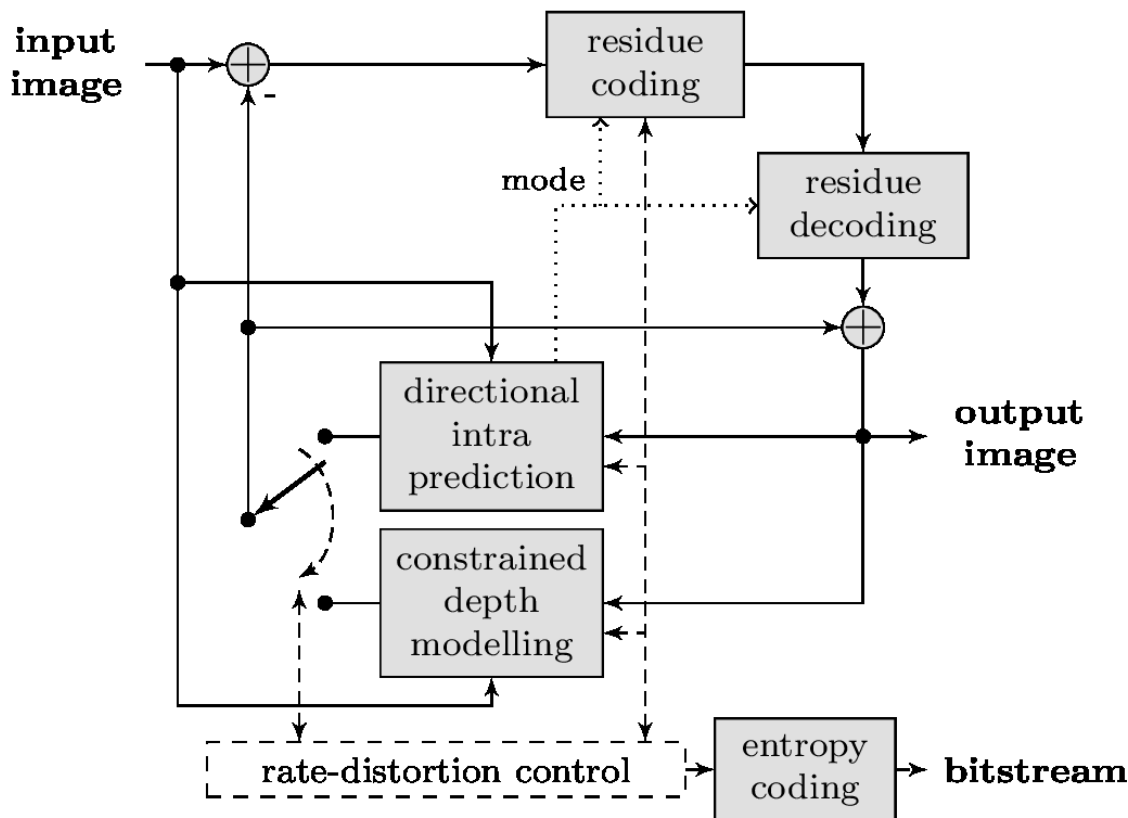 input
image
-
residue
coding
mode
residue
decoding
directional
intra
prediction
output
image
constrained
depth
modelling
rate-distortion control
entropy
coding
bitstream